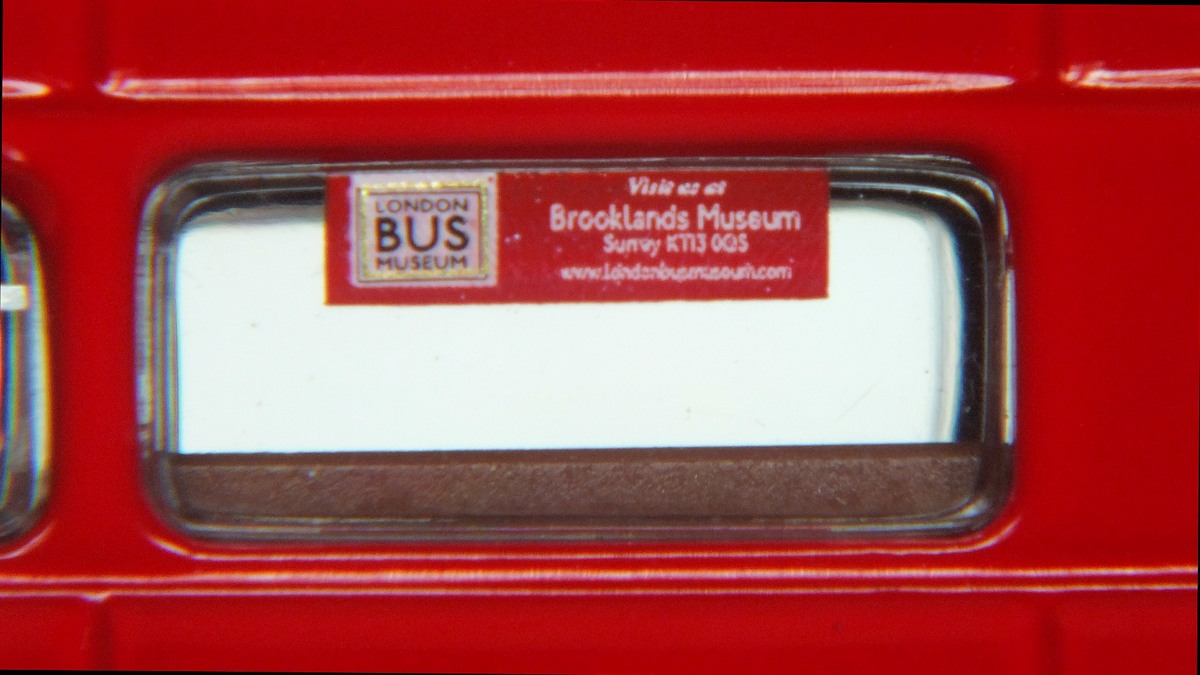 LONDON
BUS
MUSEUM
Visit us at
Brooklands Museum
Surrey KT13 0QS
www.londonbusmuseum.com